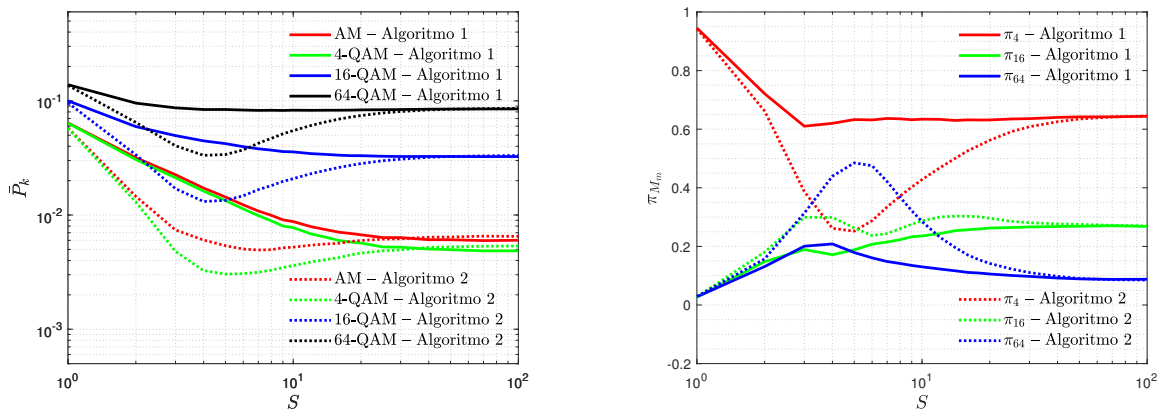 AM – Algoritmo 1
4-QAM – Algoritmo 1
16-QAM – Algoritmo 1
64-QAM – Algoritmo 1
10⁻¹
10⁻²
10⁻³
P̄ₖ
AM – Algoritmo 2
4-QAM – Algoritmo 2
16-QAM – Algoritmo 2
64-QAM – Algoritmo 2
10⁰
10¹
10²
S
1
0.8
0.6
0.4
0.2
0
-0.2
π_{M_m}
π₄ – Algoritmo 1
π₁₆ – Algoritmo 1
π₆₄ – Algoritmo 1
π₄ – Algoritmo 2
π₁₆ – Algoritmo 2
π₆₄ – Algoritmo 2
10⁰
10¹
10²
S